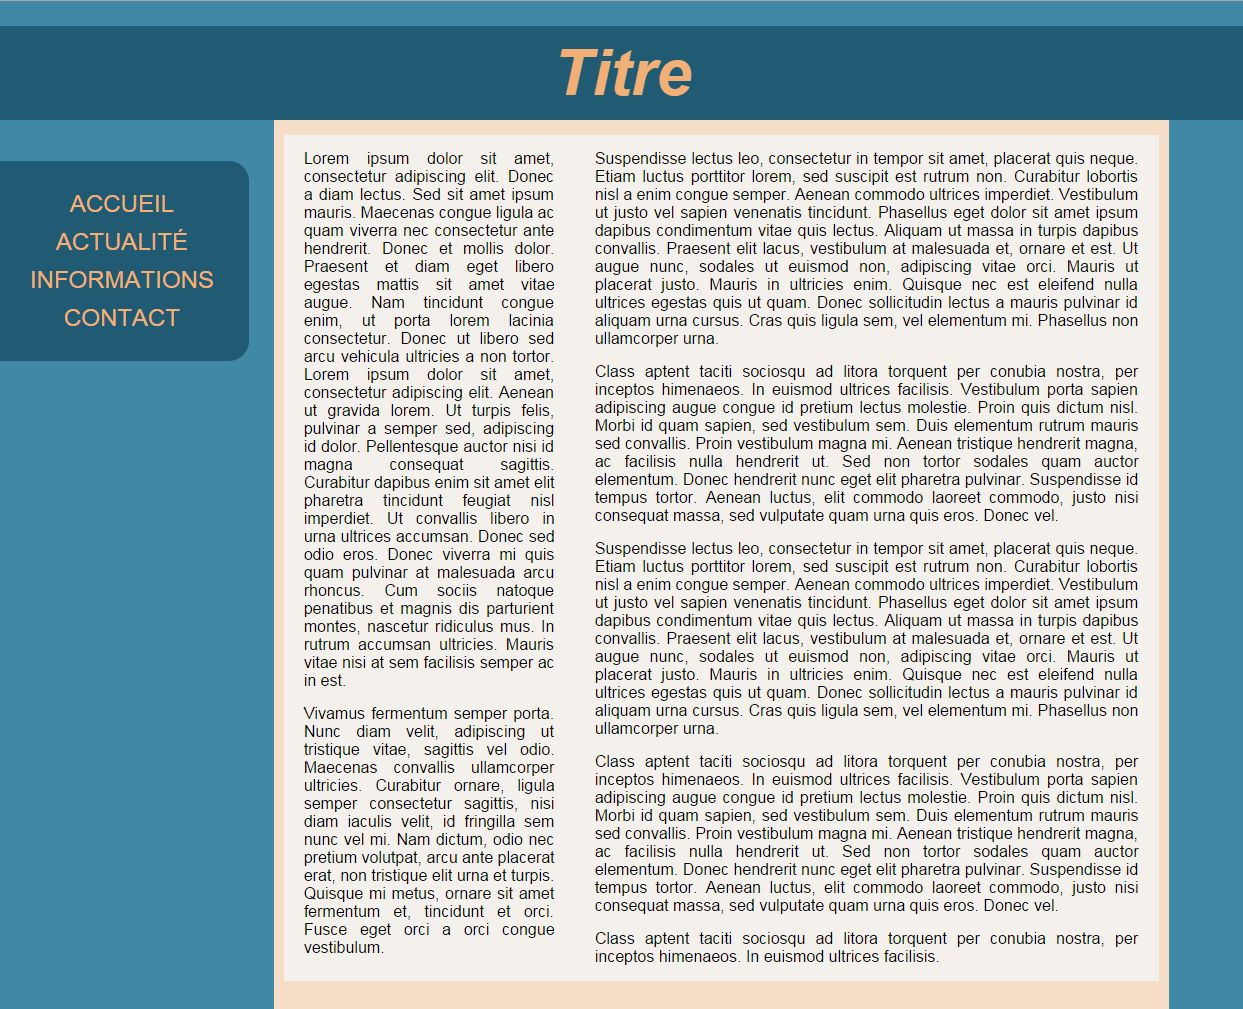 Titre
ACCUEIL
ACTUALITÉ
INFORMATIONS
CONTACT
Lorem ipsum dolor sit amet,
consectetur adipiscing elit. Donec
a diam lectus. Sed sit amet ipsum
mauris. Maecenas congue ligula ac
quam viverra nec consectetur ante
hendrerit. Donec et mollis dolor.
Praesent et diam eget libero
egestas mattis sit amet vitae
augue. Nam tincidunt congue
enim, ut porta lorem lacinia
consectetur. Donec ut libero sed
arcu vehicula ultricies a non tortor.
Lorem ipsum dolor sit amet,
consectetur adipiscing elit. Aenean
ut gravida lorem. Ut turpis felis,
pulvinar a semper sed, adipiscing
id dolor. Pellentesque auctor nisi id
magna consequat sagittis.
Curabitur dapibus enim sit amet elit
pharetra tincidunt feugiat nisl
imperdiet. Ut convallis libero in
urna ultrices accumsan. Donec sed
odio eros. Donec viverra mi quis
quam pulvinar at malesuada arcu
rhoncus. Cum sociis natoque
penatibus et magnis dis parturient
montes, nascetur ridiculus mus. In
rutrum accumsan ultricies. Mauris
vitae nisi at sem facilisis semper ac
in est.
Vivamus fermentum semper porta.
Nunc diam velit, adipiscing ut
tristique vitae, sagittis vel odio.
Maecenas convallis ullamcorper
ultricies. Curabitur ornare, ligula
semper consectetur sagittis, nisi
diam iaculis velit, id fringilla sem
nunc vel mi. Nam dictum, odio nec
pretium volutpat, arcu ante placerat
erat, non tristique elit urna et turpis.
Quisque mi metus, ornare sit amet
fermentum et, tincidunt et orci.
Fusce eget orci a orci congue
vestibulum.
Suspendisse lectus leo, consectetur in tempor sit amet, placerat quis neque.
Etiam luctus porttitor lorem, sed suscipit est rutrum non. Curabitur lobortis
nisl a enim congue semper. Aenean commodo ultrices imperdiet. Vestibulum
ut justo vel sapien venenatis tincidunt. Phasellus eget dolor sit amet ipsum
dapibus condimentum vitae quis lectus. Aliquam ut massa in turpis dapibus
convallis. Praesent elit lacus, vestibulum at malesuada et, ornare et est. Ut
augue nunc, sodales ut euismod non, adipiscing vitae orci. Mauris ut
placerat justo. Mauris in ultricies enim. Quisque nec est eleifend nulla
ultrices egestas quis ut quam. Donec sollicitudin lectus a mauris pulvinar id
aliquam urna cursus. Cras quis ligula sem, vel elementum mi. Phasellus non
ullamcorper urna.
Class aptent taciti sociosqu ad litora torquent per conubia nostra, per
inceptos himenaeos. In euismod ultrices facilisis. Vestibulum porta sapien
adipiscing augue congue id pretium lectus molestie. Proin quis dictum nisl.
Morbi id quam sapien, sed vestibulum sem. Duis elementum rutrum mauris
sed convallis. Proin vestibulum magna mi. Aenean tristique hendrerit magna,
ac facilisis nulla hendrerit ut. Sed non tortor sodales quam auctor
elementum. Donec hendrerit nunc eget elit pharetra pulvinar. Suspendisse id
tempus tortor. Aenean luctus, elit commodo laoreet commodo, justo nisi
consequat massa, sed vulputate quam urna quis eros. Donec vel.
Suspendisse lectus leo, consectetur in tempor sit amet, placerat quis neque.
Etiam luctus porttitor lorem, sed suscipit est rutrum non. Curabitur lobortis
nisl a enim congue semper. Aenean commodo ultrices imperdiet. Vestibulum
ut justo vel sapien venenatis tincidunt. Phasellus eget dolor sit amet ipsum
dapibus condimentum vitae quis lectus. Aliquam ut massa in turpis dapibus
convallis. Praesent elit lacus, vestibulum at malesuada et, ornare et est. Ut
augue nunc, sodales ut euismod non, adipiscing vitae orci. Mauris ut
placerat justo. Mauris in ultricies enim. Quisque nec est eleifend nulla
ultrices egestas quis ut quam. Donec sollicitudin lectus a mauris pulvinar id
aliquam urna cursus. Cras quis ligula sem, vel elementum mi. Phasellus non
ullamcorper urna.
Class aptent taciti sociosqu ad litora torquent per conubia nostra, per
inceptos himenaeos. In euismod ultrices facilisis. Vestibulum porta sapien
adipiscing augue congue id pretium lectus molestie. Proin quis dictum nisl.
Morbi id quam sapien, sed vestibulum sem. Duis elementum rutrum mauris
sed convallis. Proin vestibulum magna mi. Aenean tristique hendrerit magna,
ac facilisis nulla hendrerit ut. Sed non tortor sodales quam auctor
elementum. Donec hendrerit nunc eget elit pharetra pulvinar. Suspendisse id
tempus tortor. Aenean luctus, elit commodo laoreet commodo, justo nisi
consequat massa, sed vulputate quam urna quis eros. Donec vel.
Class aptent taciti sociosqu ad litora torquent per conubia nostra, per
inceptos himenaeos. In euismod ultrices facilisis.